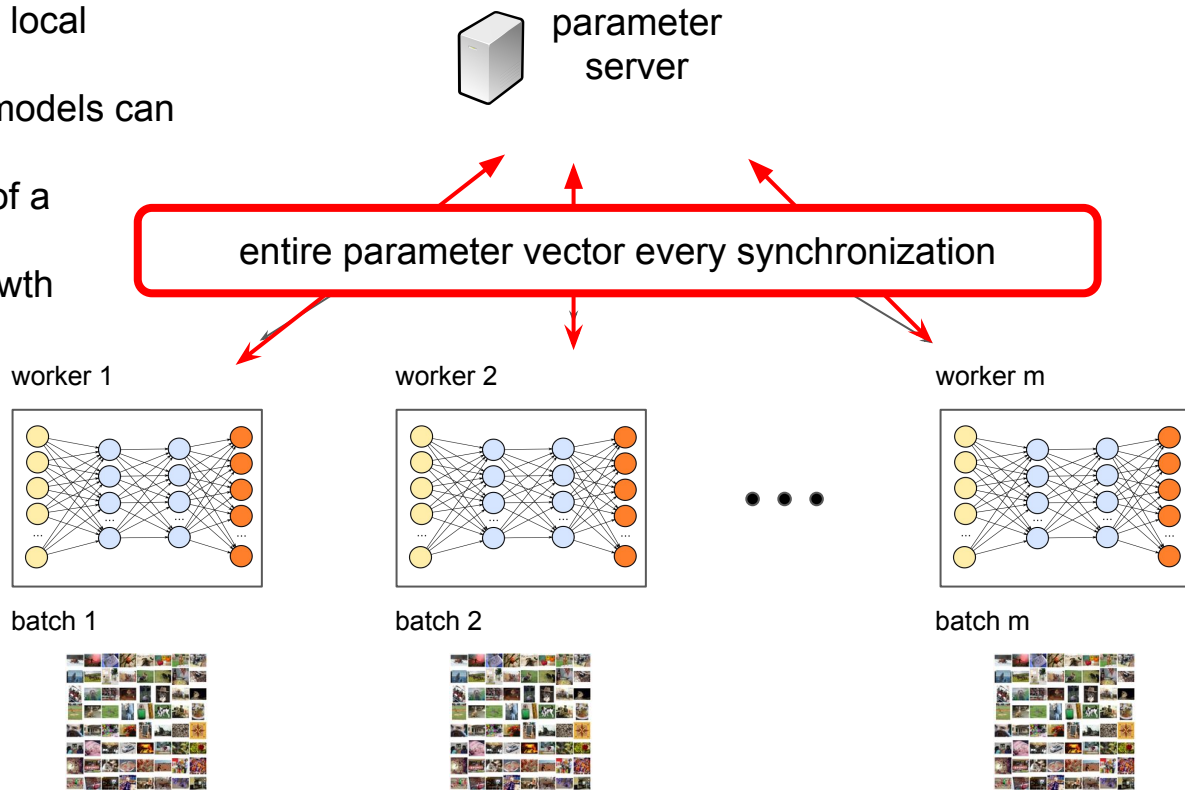 local
parameter
server
models can
of a
entire parameter vector every synchronization
wth
worker 1
worker 2
worker m
...
...
...
...
...
...
...
...
...
...
...
...
batch 1
batch 2
batch m